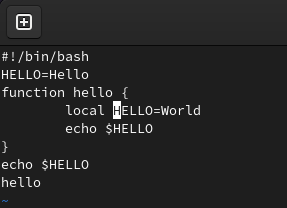 #!/bin/bash
HELLO=Hello
function hello {
        local HELLO=World
        echo $HELLO
}
echo $HELLO
hello
~